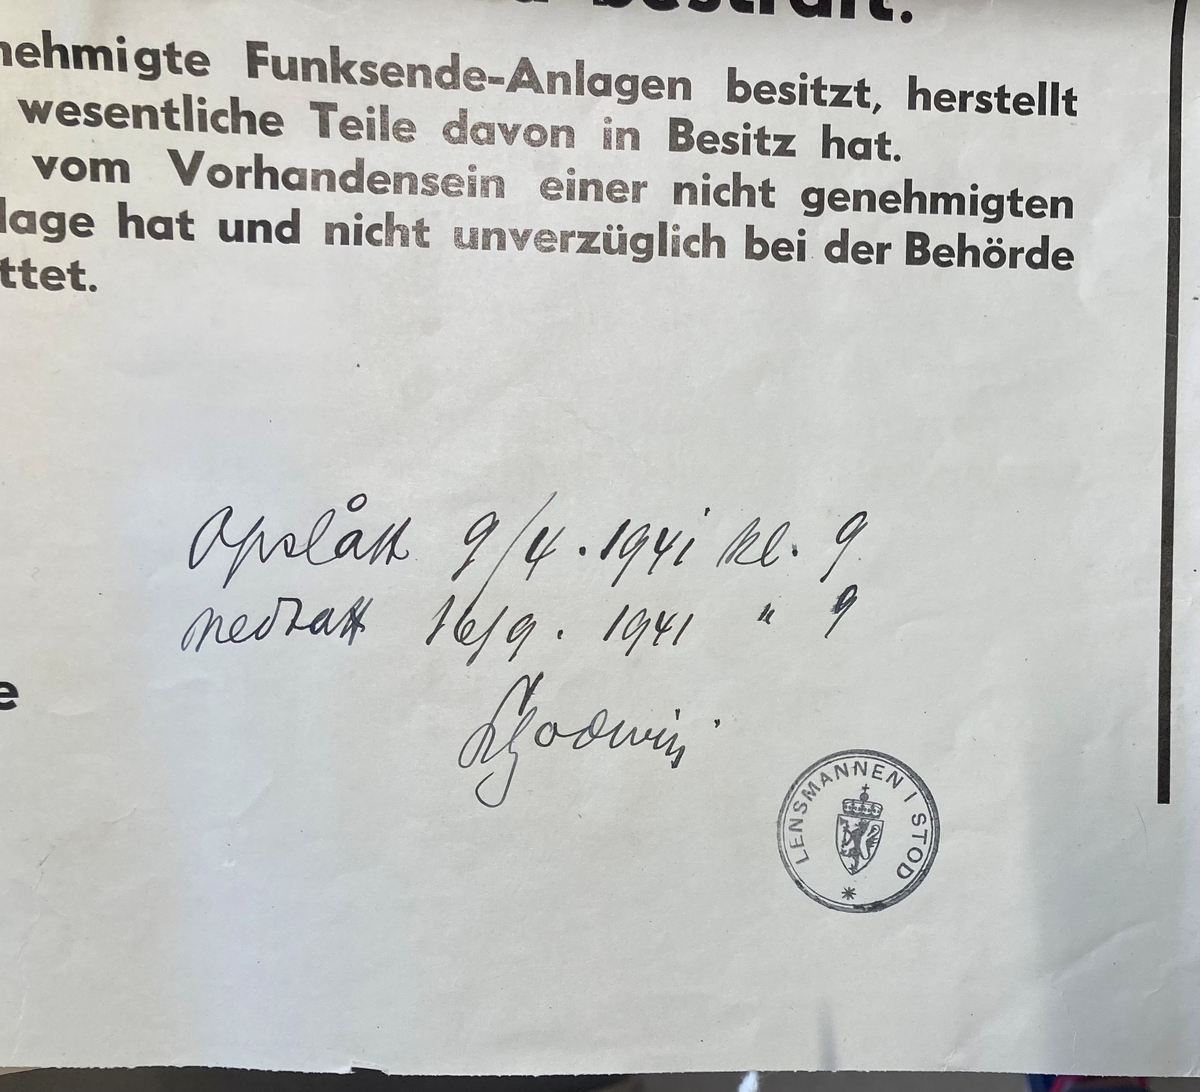 bestraft.
nehmigte Funksende-Anlagen besitzt, herstellt
wesentliche Teile davon in Besitz hat.
vom Vorhandensein einer nicht genehmigten
lage hat und nicht unverzüglich bei der Behörde
ttet.
Opslått 9/4.1941 kl. 9
nedtatt 16/9. 1941 " 9
e
LENSMANNEN I STOD